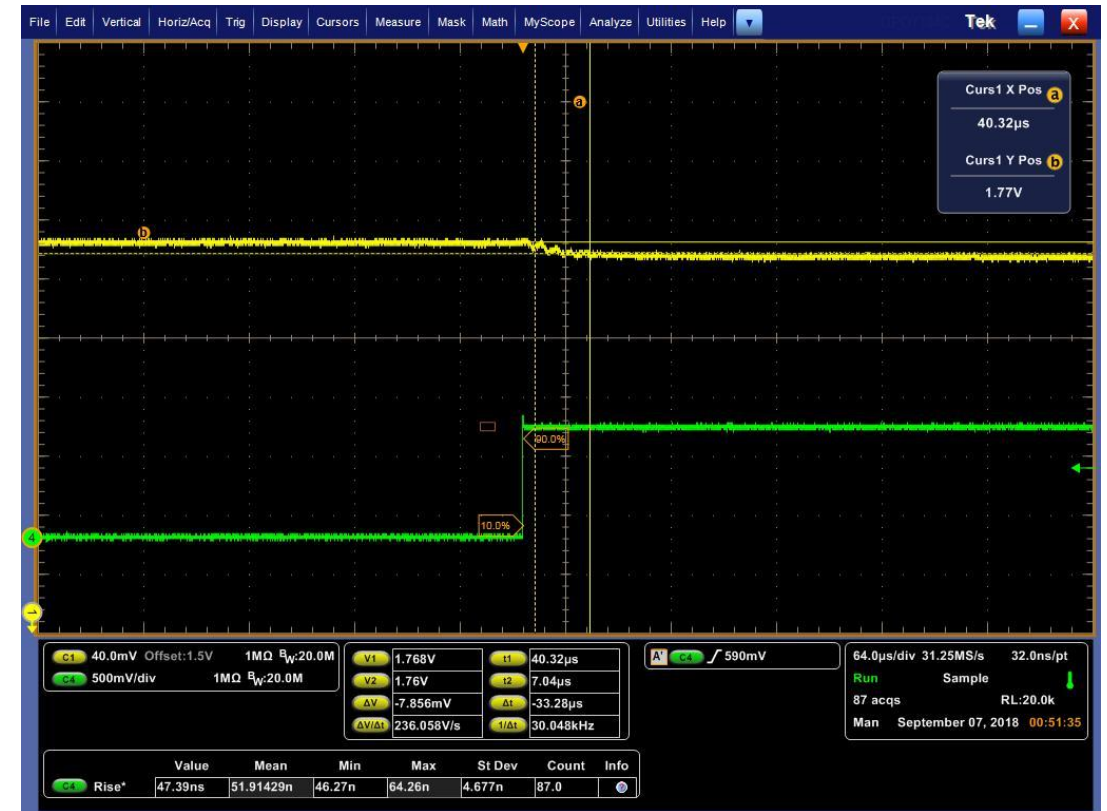 File Edit Vertical Horiz/Acq Trig Display Cursors Measure Mask Math MyScope Analyze Utilities Help Tek X
Curs1 X Pos a
40.32µs
Curs1 Y Pos b
1.77V
a
b
90.0%
10.0%
4
1
C1 40.0mV Offset:1.5V 1MΩ BW:20.0M
C4 500mV/div 1MΩ BW:20.0M
V1 1.768V t1 40.32µs
V2 1.76V t2 7.04µs
ΔV -7.856mV Δt -33.28µs
ΔV/Δt 236.058V/s 1/Δt 30.048kHz
A' C4 590mV
64.0µs/div 31.25MS/s 32.0ns/pt
Run Sample
87 acqs RL:20.0k
Man September 07, 2018 00:51:35
Value Mean Min Max St Dev Count Info
C4 Rise* 47.39ns 51.91429n 46.27n 64.26n 4.677n 87.0